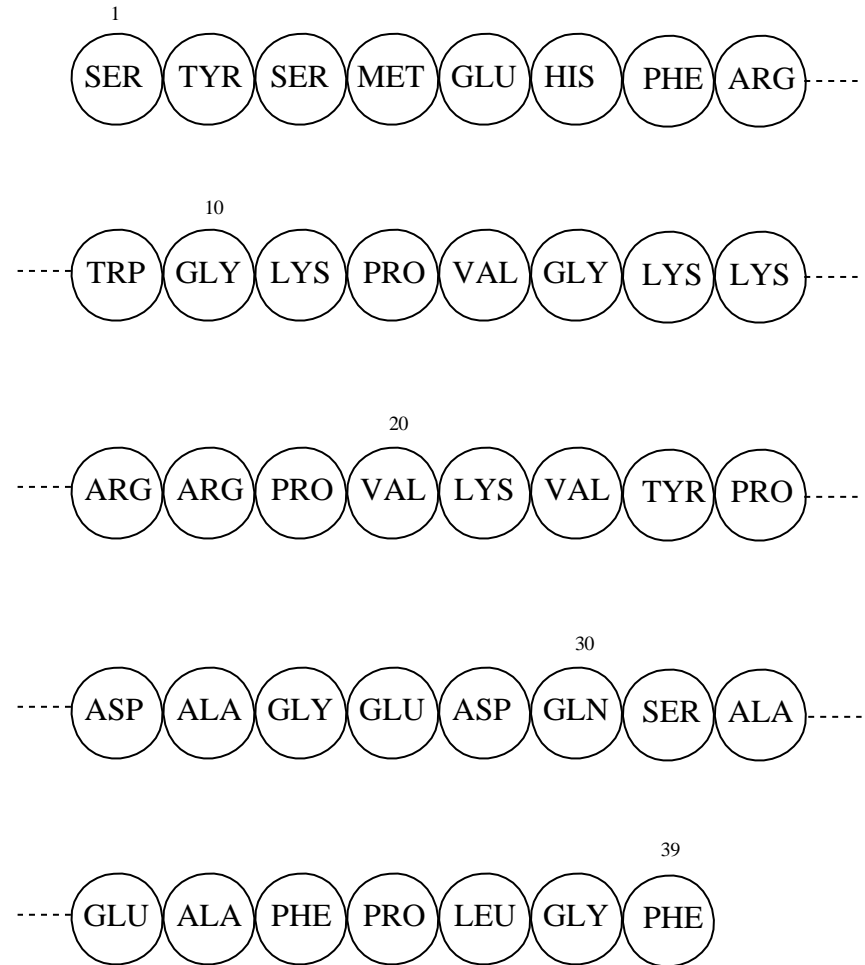 1
SER TYR SER MET GLU HIS PHE ARG
10
TRP GLY LYS PRO VAL GLY LYS LYS
20
ARG ARG PRO VAL LYS VAL TYR PRO
30
ASP ALA GLY GLU ASP GLN SER ALA
39
GLU ALA PHE PRO LEU GLY PHE